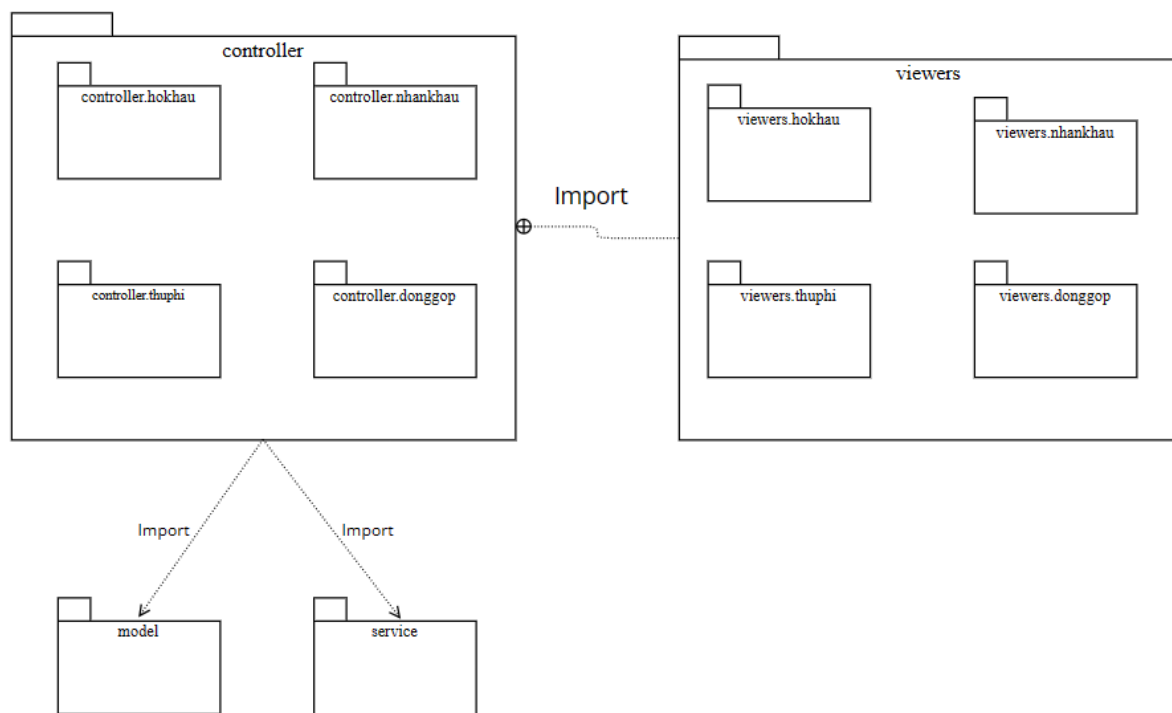 controller
controller.hokhau
controller.nhankhau
controller.thuphi
controller.donggop
Import
viewers
viewers.hokhau
viewers.nhankhau
viewers.thuphi
viewers.donggop
Import
Import
model
service